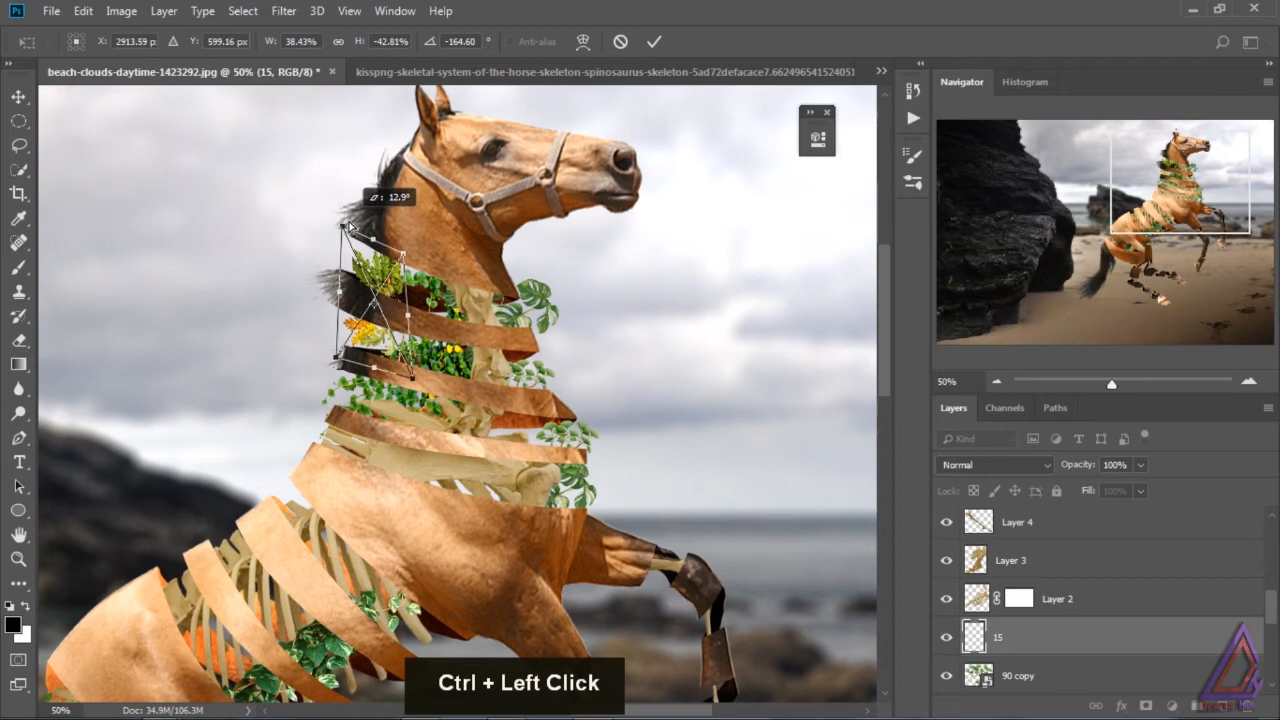 Ps File Edit Image Layer Type Select Filter 3D View Window Help
X: 2913.59 p Y: 599.16 pix W: 38.43% H: -42.81% -164.60 ° Anti-alias
beach-clouds-daytime-1423292.jpg @ 50% (15, RGB/8) * × kisspng-skeletal-system-of-the-horse-skeleton-spinosaurus-skeleton-5ad72defacace7.662496541524051
Navigator Histogram
12.9°
50%
Layers Channels Paths
Kind
Normal Opacity: 100%
Lock: Fill: 100%
Layer 4
Layer 3
Layer 2
15
90 copy
Ctrl + Left Click
50% Doc: 34.9M/106.3M